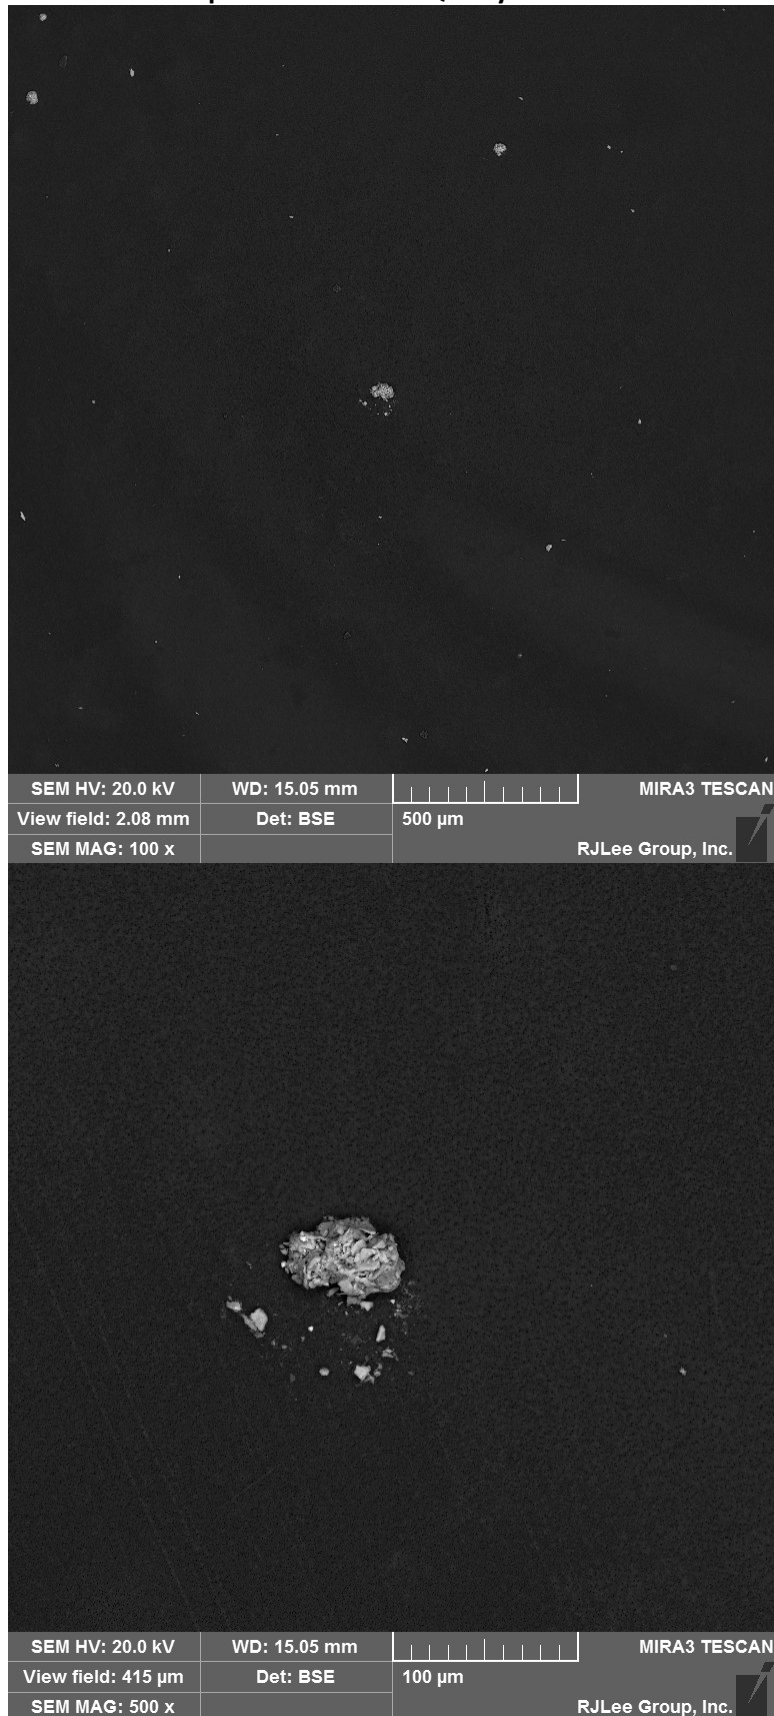 SEM HV: 20.0 kV WD: 15.05 mm MIRA3 TESCAN
View field: 2.08 mm Det: BSE 500 µm
SEM MAG: 100 x RJLee Group, Inc.
SEM HV: 20.0 kV WD: 15.05 mm MIRA3 TESCAN
View field: 415 µm Det: BSE 100 µm
SEM MAG: 500 x RJLee Group, Inc.